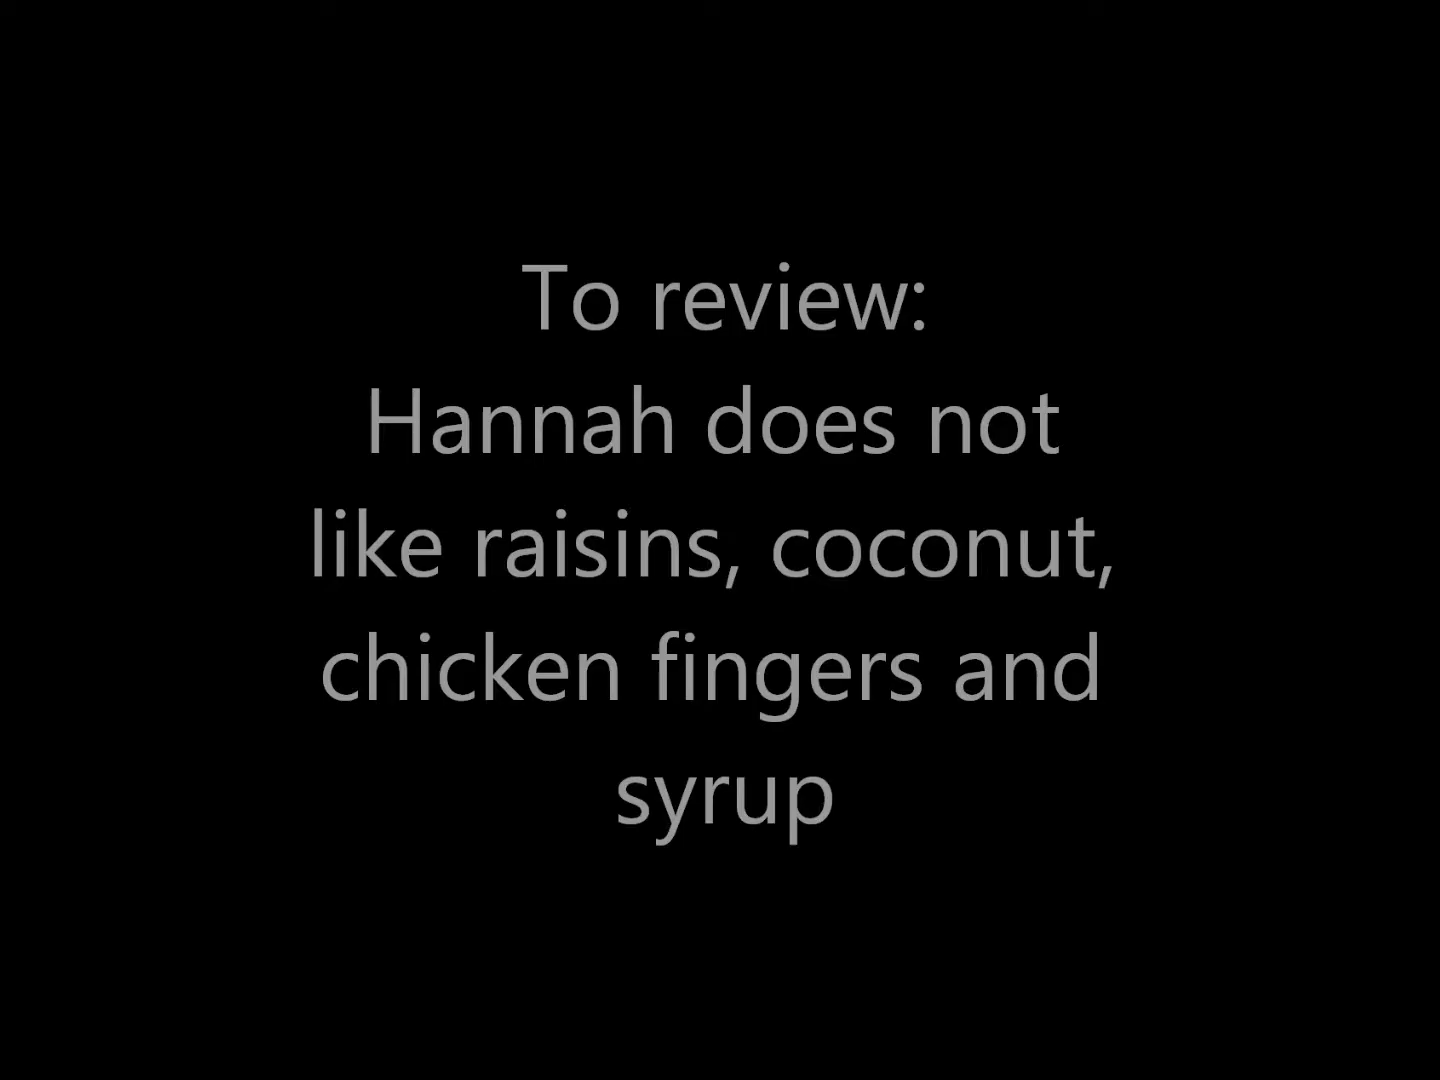 To review:
Hannah does not
like raisins, coconut,
chicken fingers and
syrup